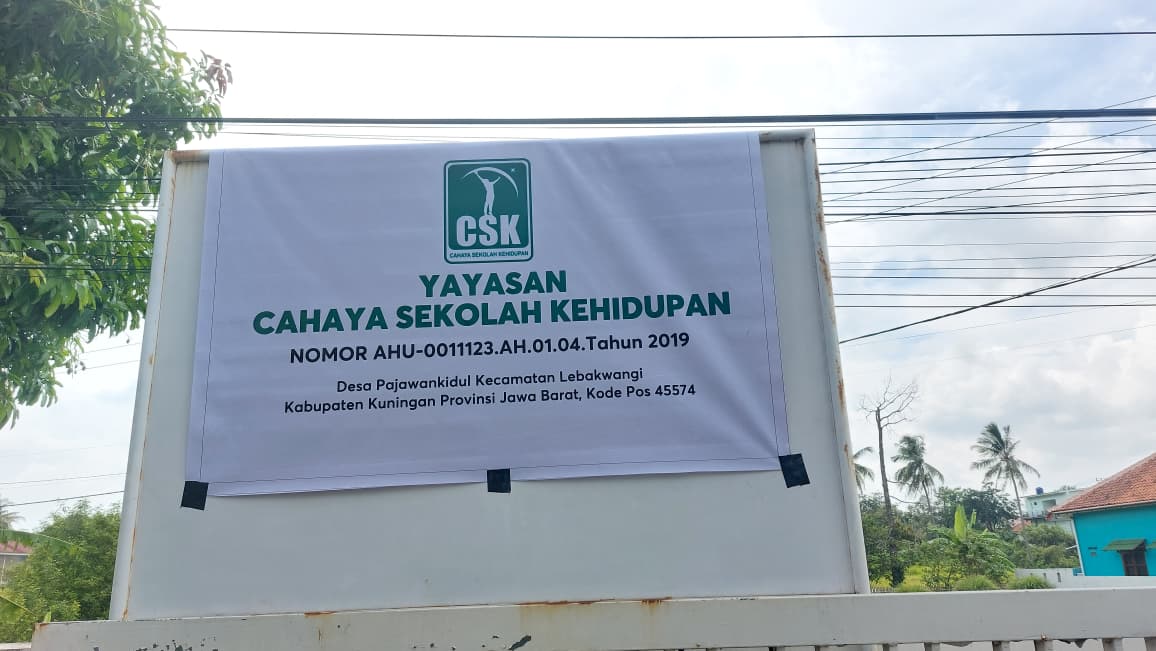 CSK
CAHAYA SEKOLAH KEHIDUPAN
YAYASAN
CAHAYA SEKOLAH KEHIDUPAN
NOMOR AHU-0011123.AH.01.04.Tahun 2019
Desa Pajawankidul Kecamatan Lebakwangi
Kabupaten Kuningan Provinsi Jawa Barat, Kode Pos 45574